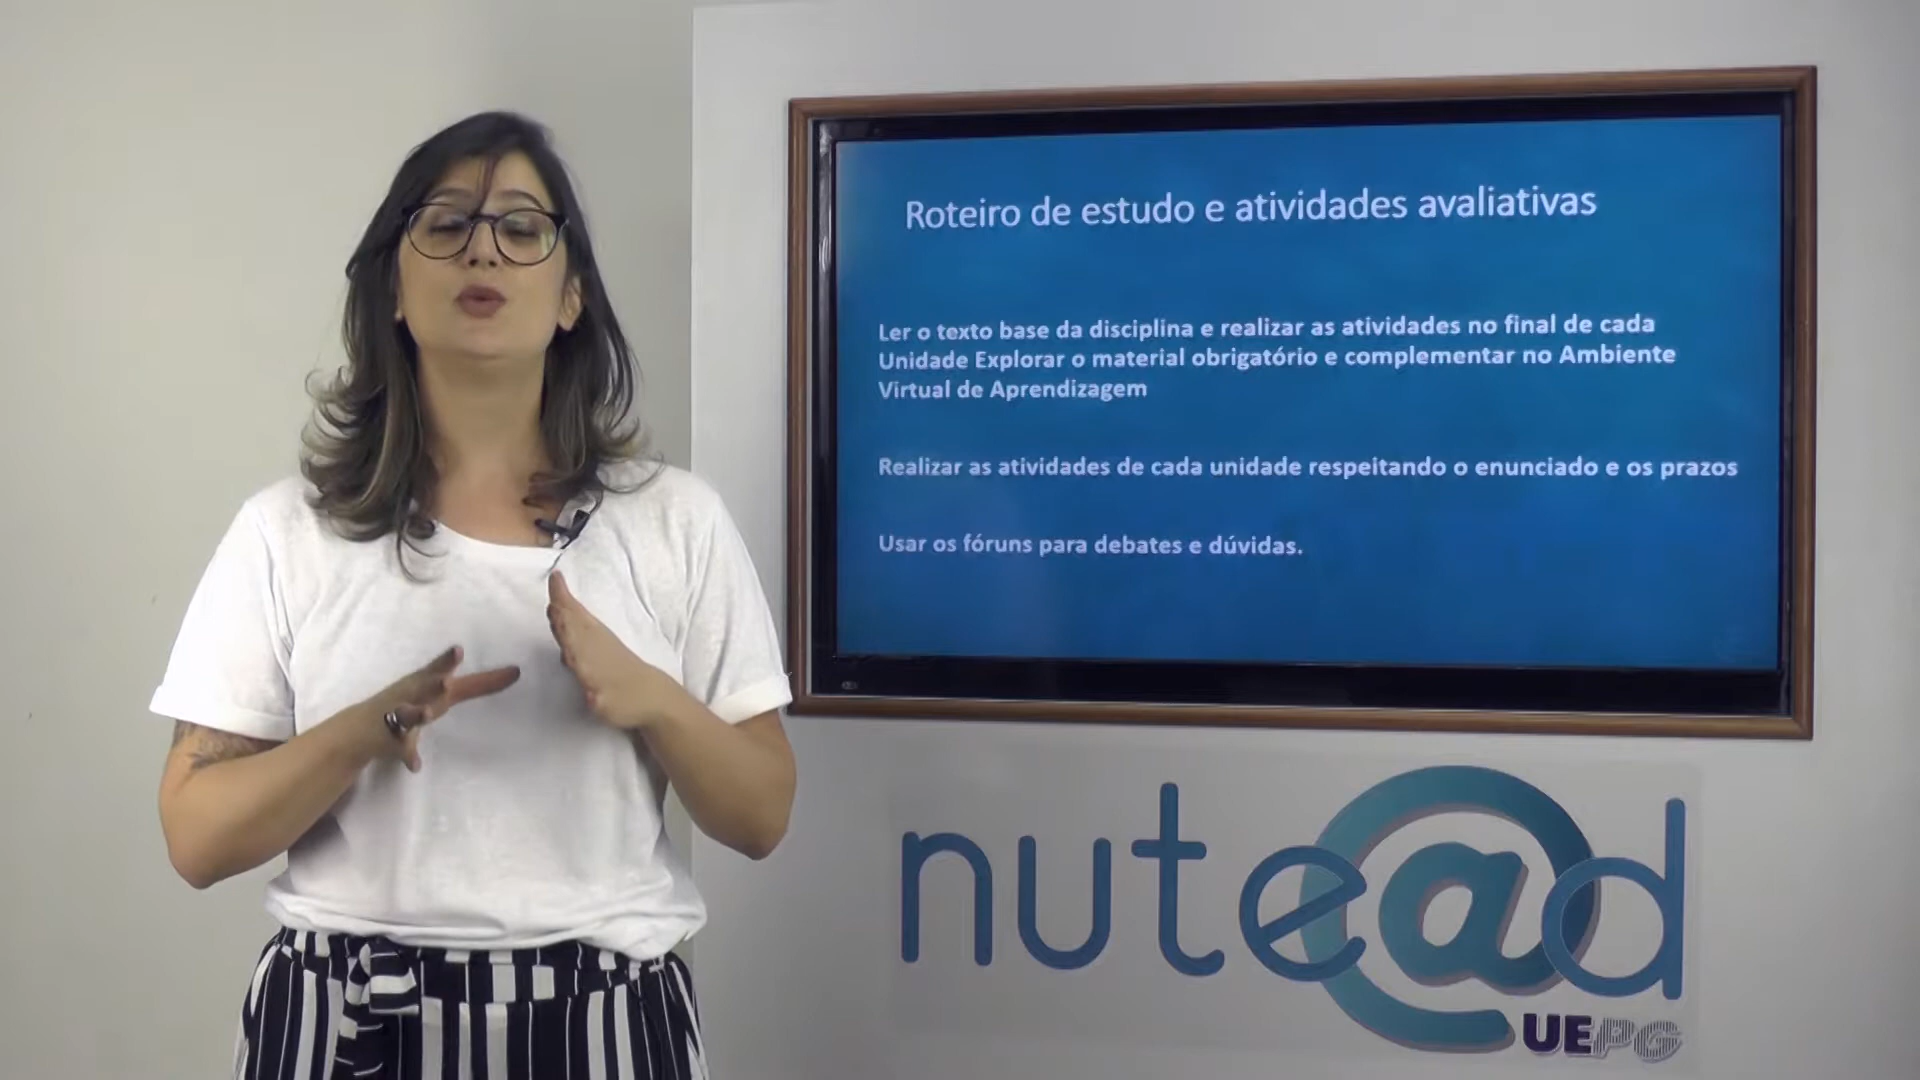 Roteiro de estudo e atividades avaliativas
Ler o texto base da disciplina e realizar as atividades no final de cada
Unidade Explorar o material obrigatório e complementar no Ambiente
Virtual de Aprendizagem
Realizar as atividades de cada unidade respeitando o enunciado e os prazos
Usar os fóruns para debates e dúvidas.
nute@d
UEPG